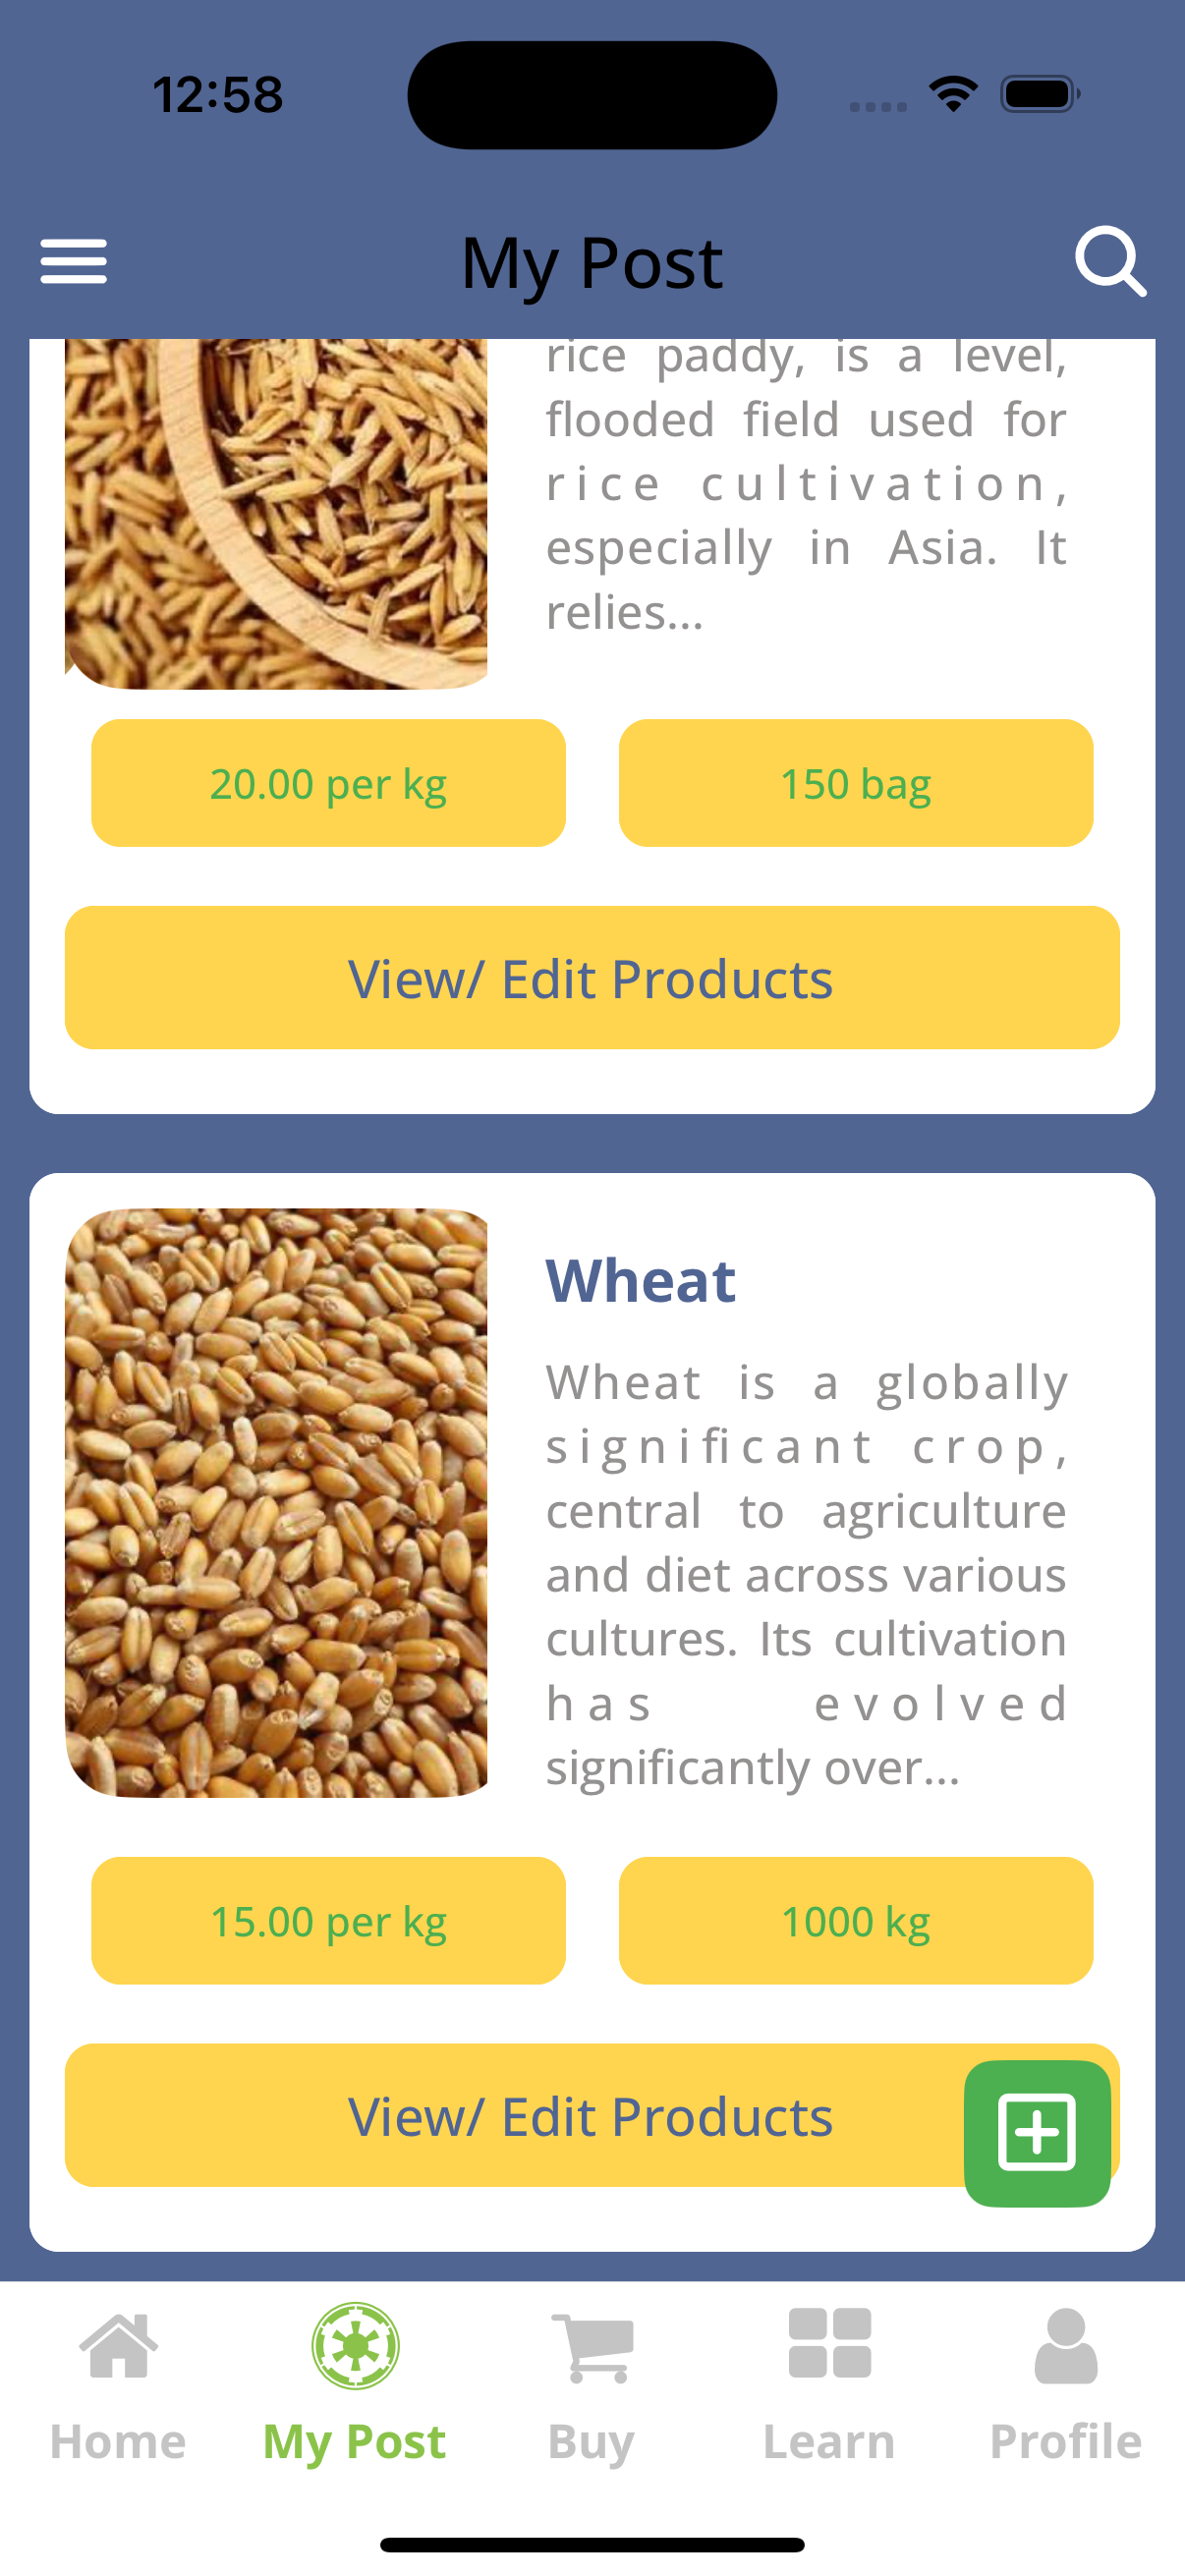 12:58
My Post
rice paddy, is a level,
flooded field used for
rice cultivation,
especially in Asia. It
relies...
20.00 per kg
150 bag
View/ Edit Products
Wheat
Wheat is a globally
significant crop,
central to agriculture
and diet across various
cultures. Its cultivation
has evolved
significantly over...
15.00 per kg
1000 kg
View/ Edit Products
Home
My Post
Buy
Learn
Profile